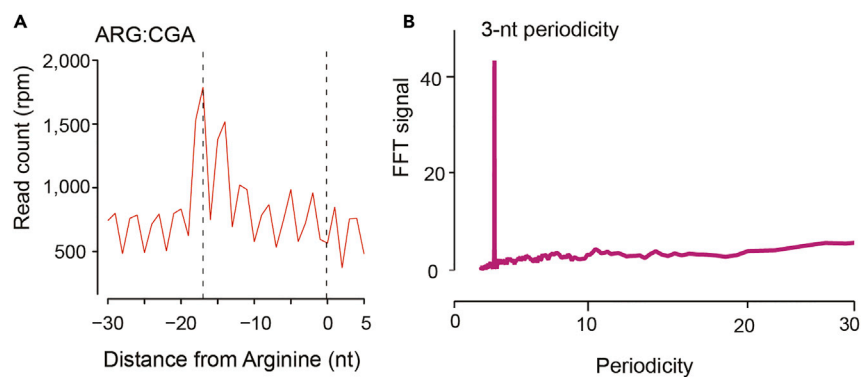 A
ARG:CGA
2,000
1,500
1,000
500
Read count (rpm)
−30
−20
−10
0
5
Distance from Arginine (nt)
B
3-nt periodicity
40
20
0
FFT signal
0
10
20
30
Periodicity